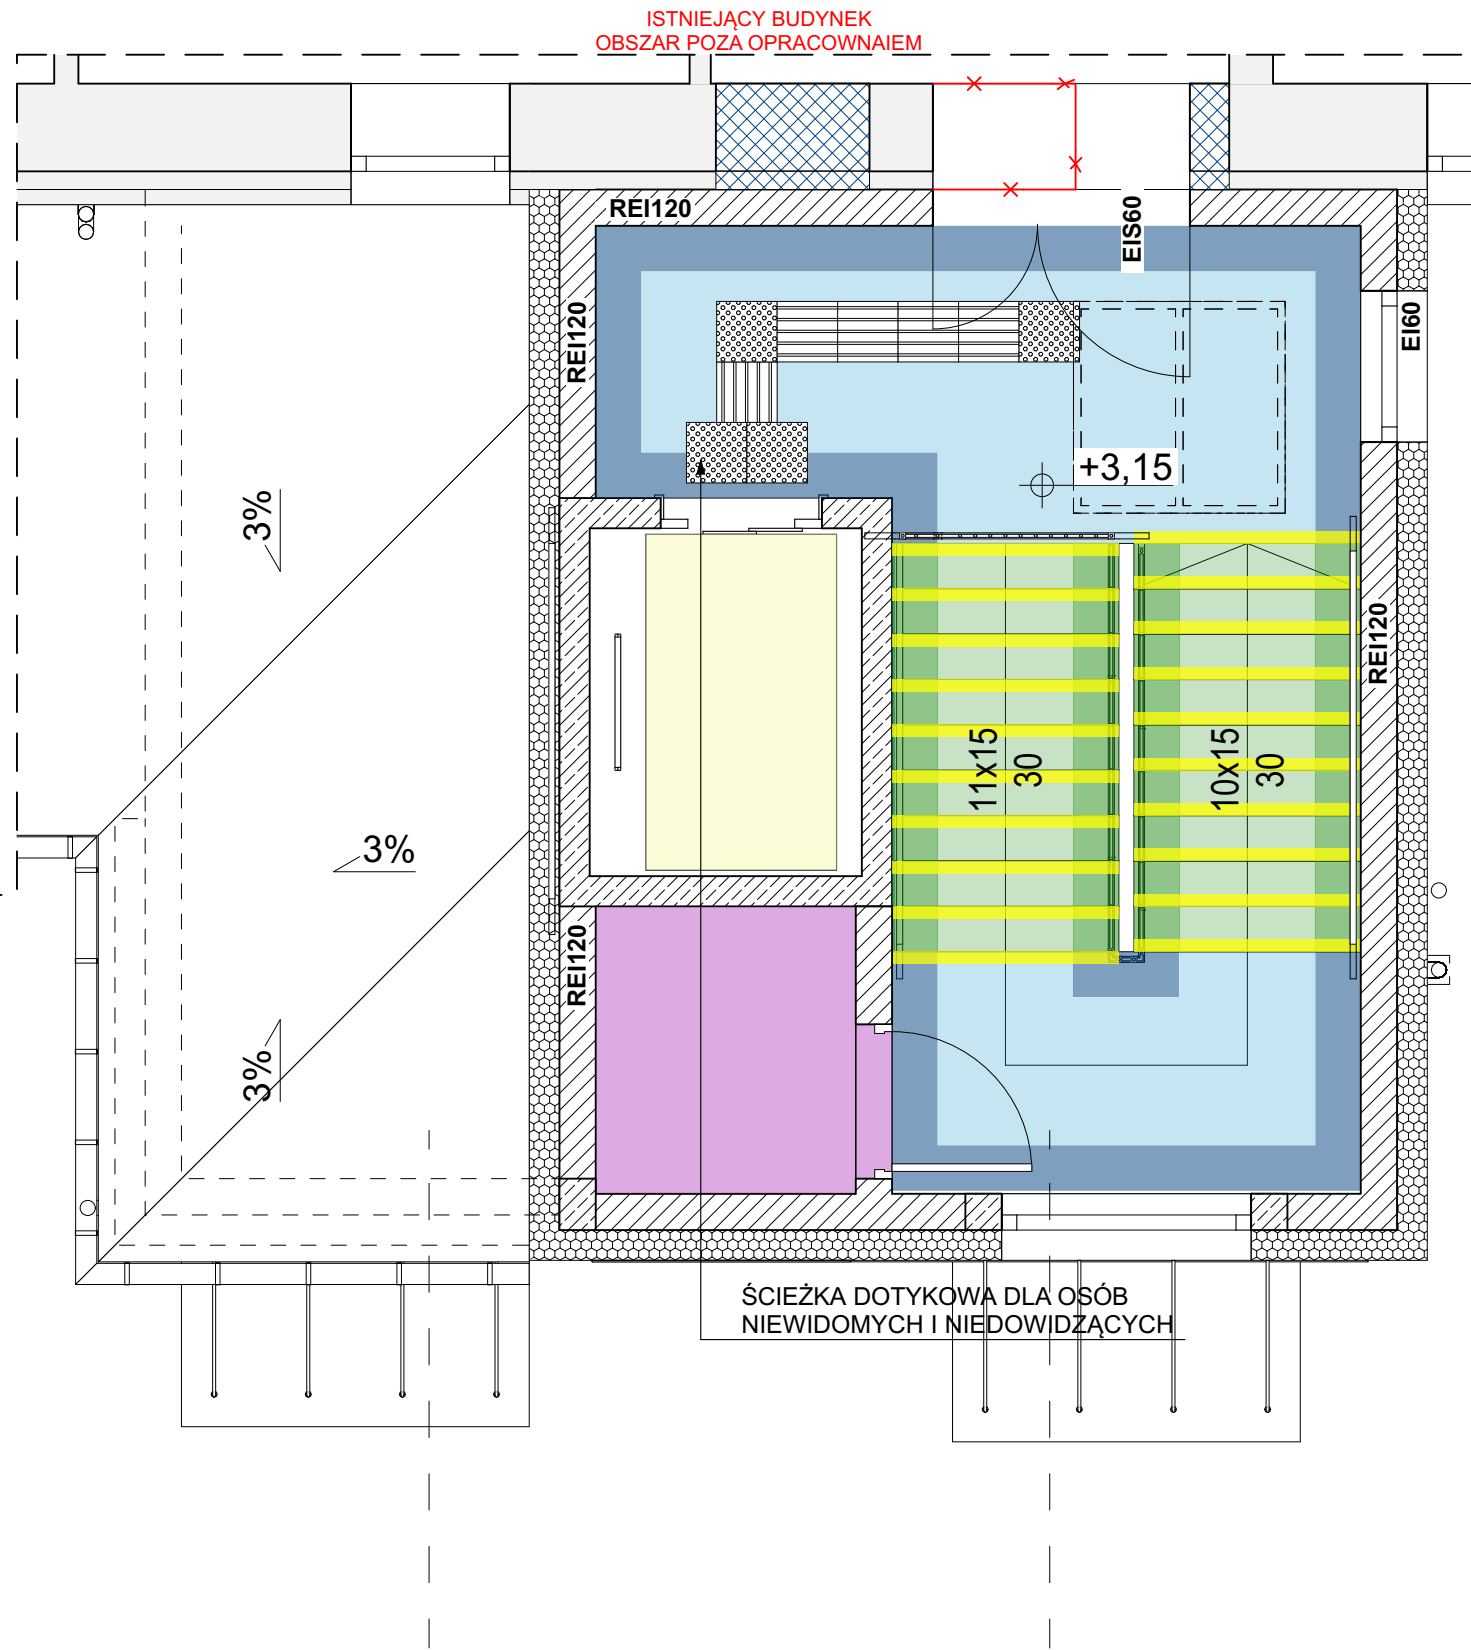 ISTNIEJĄCY BUDYNEK
OBSZAR POZA OPRACOWNAIEM
REI120
EIS60
REI120
EI60
+3,15
3%
REI120
11x15
30
10x15
30
3%
REI120
3%
ŚCIEŻKA DOTYKOWA DLA OSÓB
NIEWIDOMYCH I NIEDOWIDZĄCYCH